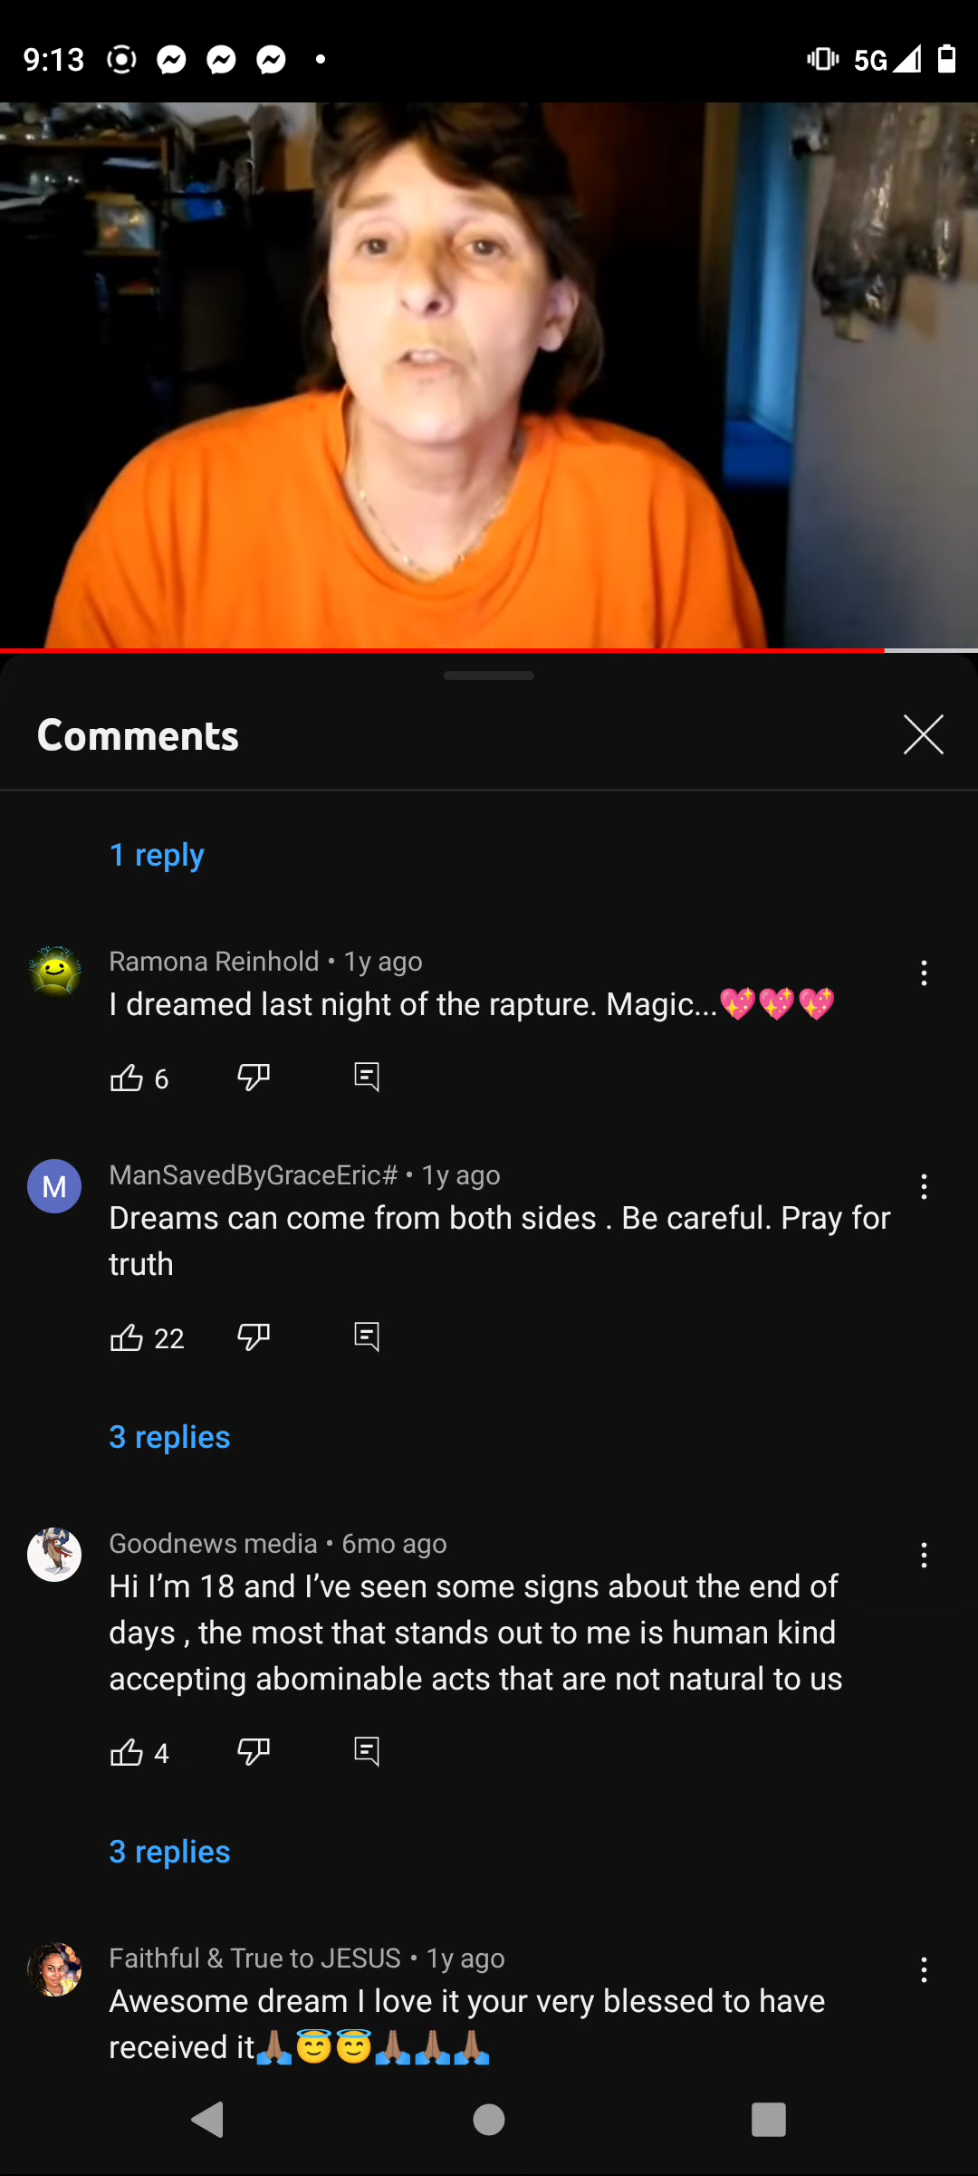 9:13 5G
Comments
1 reply
Ramona Reinhold • 1y ago
I dreamed last night of the rapture. Magic...💖💖💖
6
M ManSavedByGraceEric# • 1y ago
Dreams can come from both sides . Be careful. Pray for
truth
22
3 replies
Goodnews media • 6mo ago
Hi I’m 18 and I’ve seen some signs about the end of
days , the most that stands out to me is human kind
accepting abominable acts that are not natural to us
4
3 replies
Faithful & True to JESUS • 1y ago
Awesome dream I love it your very blessed to have
received it🙏🏽😇😇🙏🏽🙏🏽🙏🏽